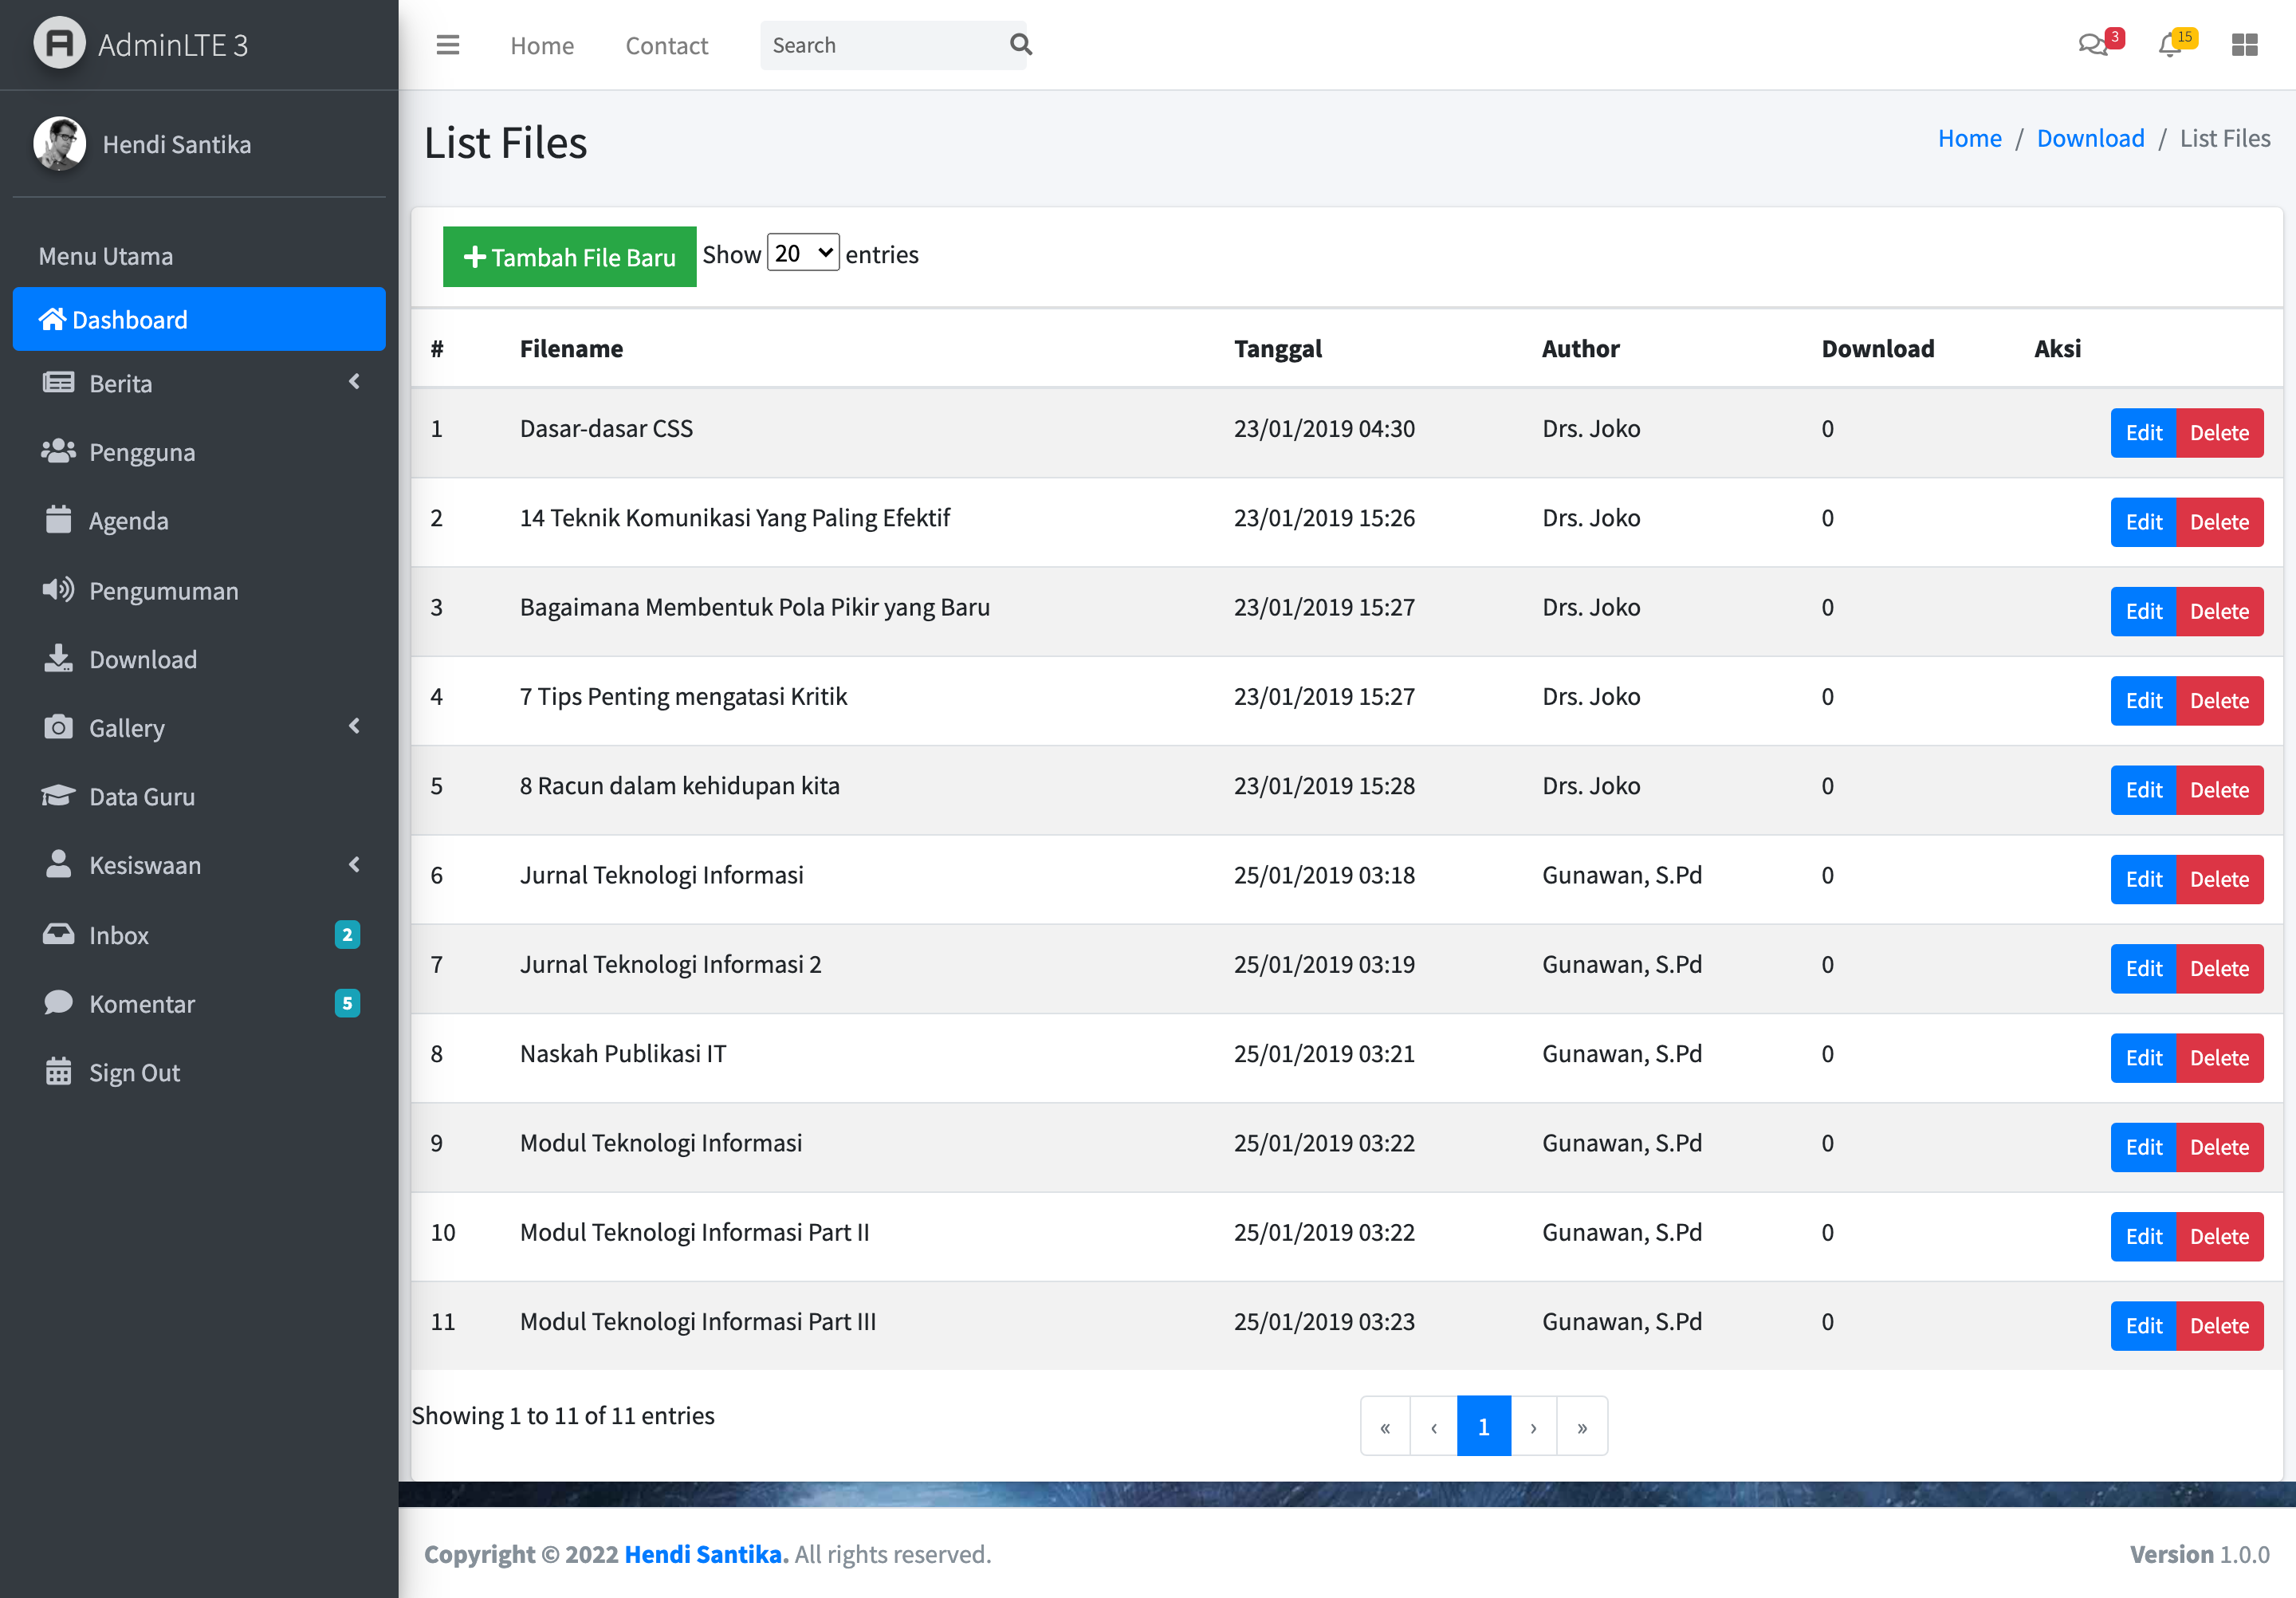 AdminLTE 3
Home Contact Search 3 15
Hendi Santika
List Files
Home / Download / List Files
Menu Utama
Dashboard
Berita
Pengguna
Agenda
Pengumuman
Download
Gallery
Data Guru
Kesiswaan
Inbox 2
Komentar 5
Sign Out
Tambah File Baru Show 20 entries
# Filename Tanggal Author Download Aksi
1 Dasar-dasar CSS 23/01/2019 04:30 Drs. Joko 0 Edit Delete
2 14 Teknik Komunikasi Yang Paling Efektif 23/01/2019 15:26 Drs. Joko 0 Edit Delete
3 Bagaimana Membentuk Pola Pikir yang Baru 23/01/2019 15:27 Drs. Joko 0 Edit Delete
4 7 Tips Penting mengatasi Kritik 23/01/2019 15:27 Drs. Joko 0 Edit Delete
5 8 Racun dalam kehidupan kita 23/01/2019 15:28 Drs. Joko 0 Edit Delete
6 Jurnal Teknologi Informasi 25/01/2019 03:18 Gunawan, S.Pd 0 Edit Delete
7 Jurnal Teknologi Informasi 2 25/01/2019 03:19 Gunawan, S.Pd 0 Edit Delete
8 Naskah Publikasi IT 25/01/2019 03:21 Gunawan, S.Pd 0 Edit Delete
9 Modul Teknologi Informasi 25/01/2019 03:22 Gunawan, S.Pd 0 Edit Delete
10 Modul Teknologi Informasi Part II 25/01/2019 03:22 Gunawan, S.Pd 0 Edit Delete
11 Modul Teknologi Informasi Part III 25/01/2019 03:23 Gunawan, S.Pd 0 Edit Delete
Showing 1 to 11 of 11 entries « ‹ 1 › »
Copyright © 2022 Hendi Santika. All rights reserved. Version 1.0.0